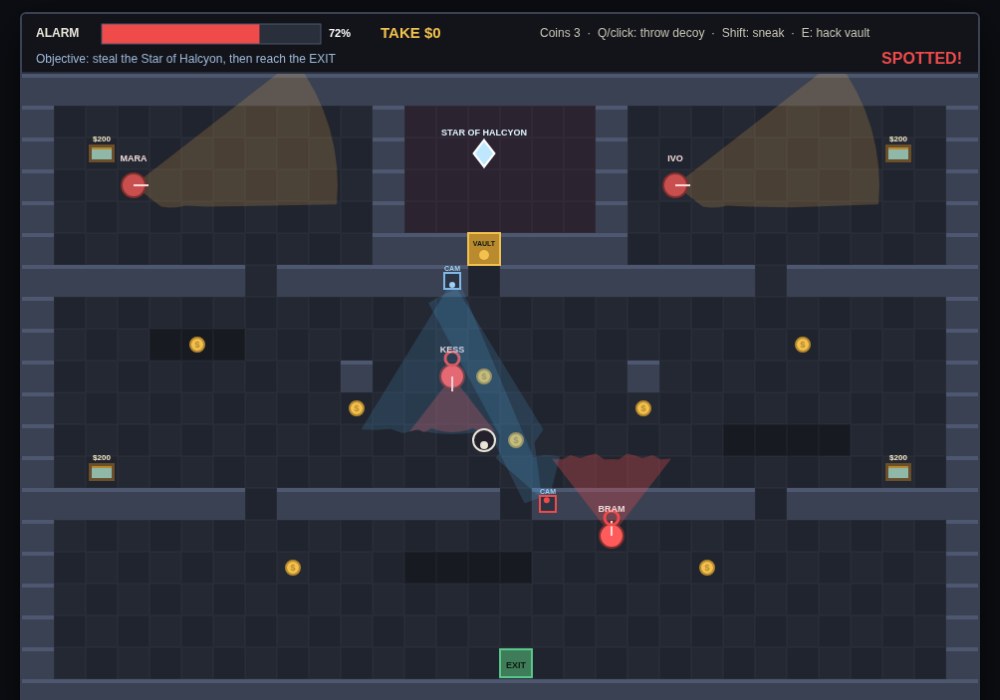 ALARM 72% TAKE $0 Coins 3 · Q/click: throw decoy · Shift: sneak · E: hack vault
Objective: steal the Star of Halcyon, then reach the EXIT SPOTTED!
STAR OF HALCYON
$200
$200
MARA
IVO
VAULT
CAM
KESS
$
$
$
$
$
$
$200
$200
CAM
BRAM
$
$
EXIT